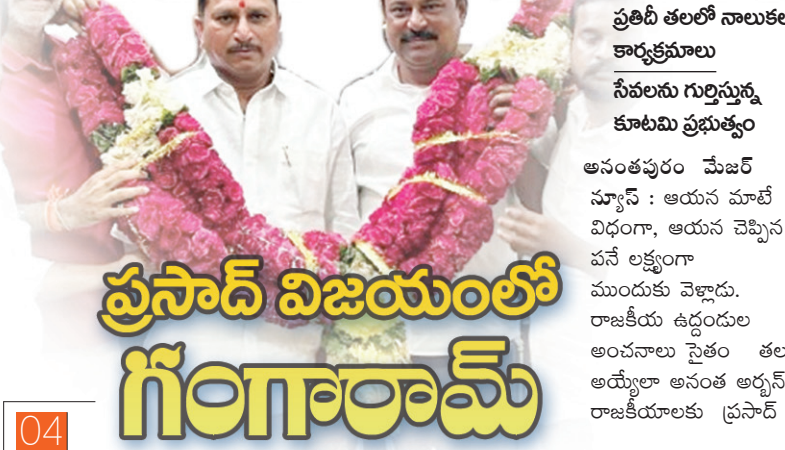 ప్రతిదీ తలలో నాలుకల
కార్యక్రమాలు
సేవలను గుర్తిస్తున్న
కూటమి ప్రభుత్వం
అనంతపురం మేజర్
న్యూస్ : ఆయన మాటే
విధంగా, ఆయన చెప్పిన
పనే లక్ష్యంగా
ముందుకు వెళ్లాడు.
రాజకీయ ఉద్దండుల
అంచనాలు సైతం తల
అయ్యేలా అనంత అర్బన్
రాజకీయాలకు ప్రసాద్
ప్రసాద్ విజయంలో
గంగారామ్
04